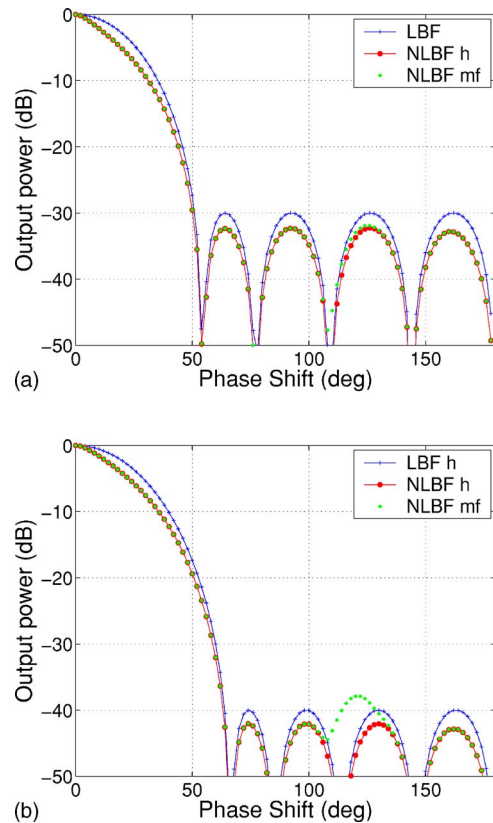 0
−10
−20
−30
−40
−50
Output power (dB)
LBF
NLBF h
NLBF mf
0 50 100 150
Phase Shift (deg)
(a)
0
−10
−20
−30
−40
−50
Output power (dB)
LBF h
NLBF h
NLBF mf
0 50 100 150
Phase Shift (deg)
(b)